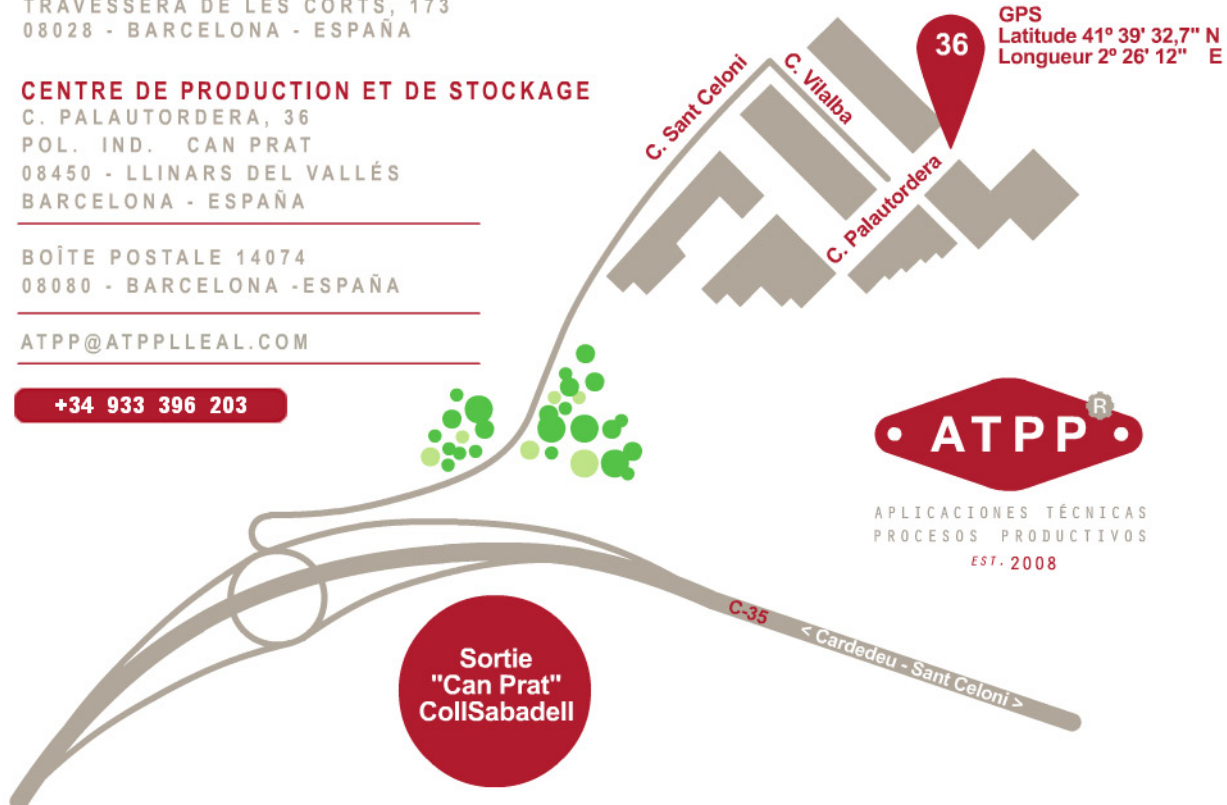 TRAVESSERA DE LES CORTS, 173
08028 - BARCELONA - ESPAÑA
CENTRE DE PRODUCTION ET DE STOCKAGE
C. PALAUTORDERA, 36
POL. IND. CAN PRAT
08450 - LLINARS DEL VALLÉS
BARCELONA - ESPAÑA
BOÎTE POSTALE 14074
08080 - BARCELONA -ESPAÑA
ATPP@ATPPLLEAL.COM
+34 933 396 203
36
GPS
Latitude 41º 39' 32,7" N
Longueur 2º 26' 12" E
C. Sant Celoni
C. Vilalba
C. Palautordera
ATPP
R
APLICACIONES TÉCNICAS
PROCESOS PRODUCTIVOS
EST. 2008
C-35
< Cardedeu - Sant Celoni >
Sortie
"Can Prat"
CollSabadell